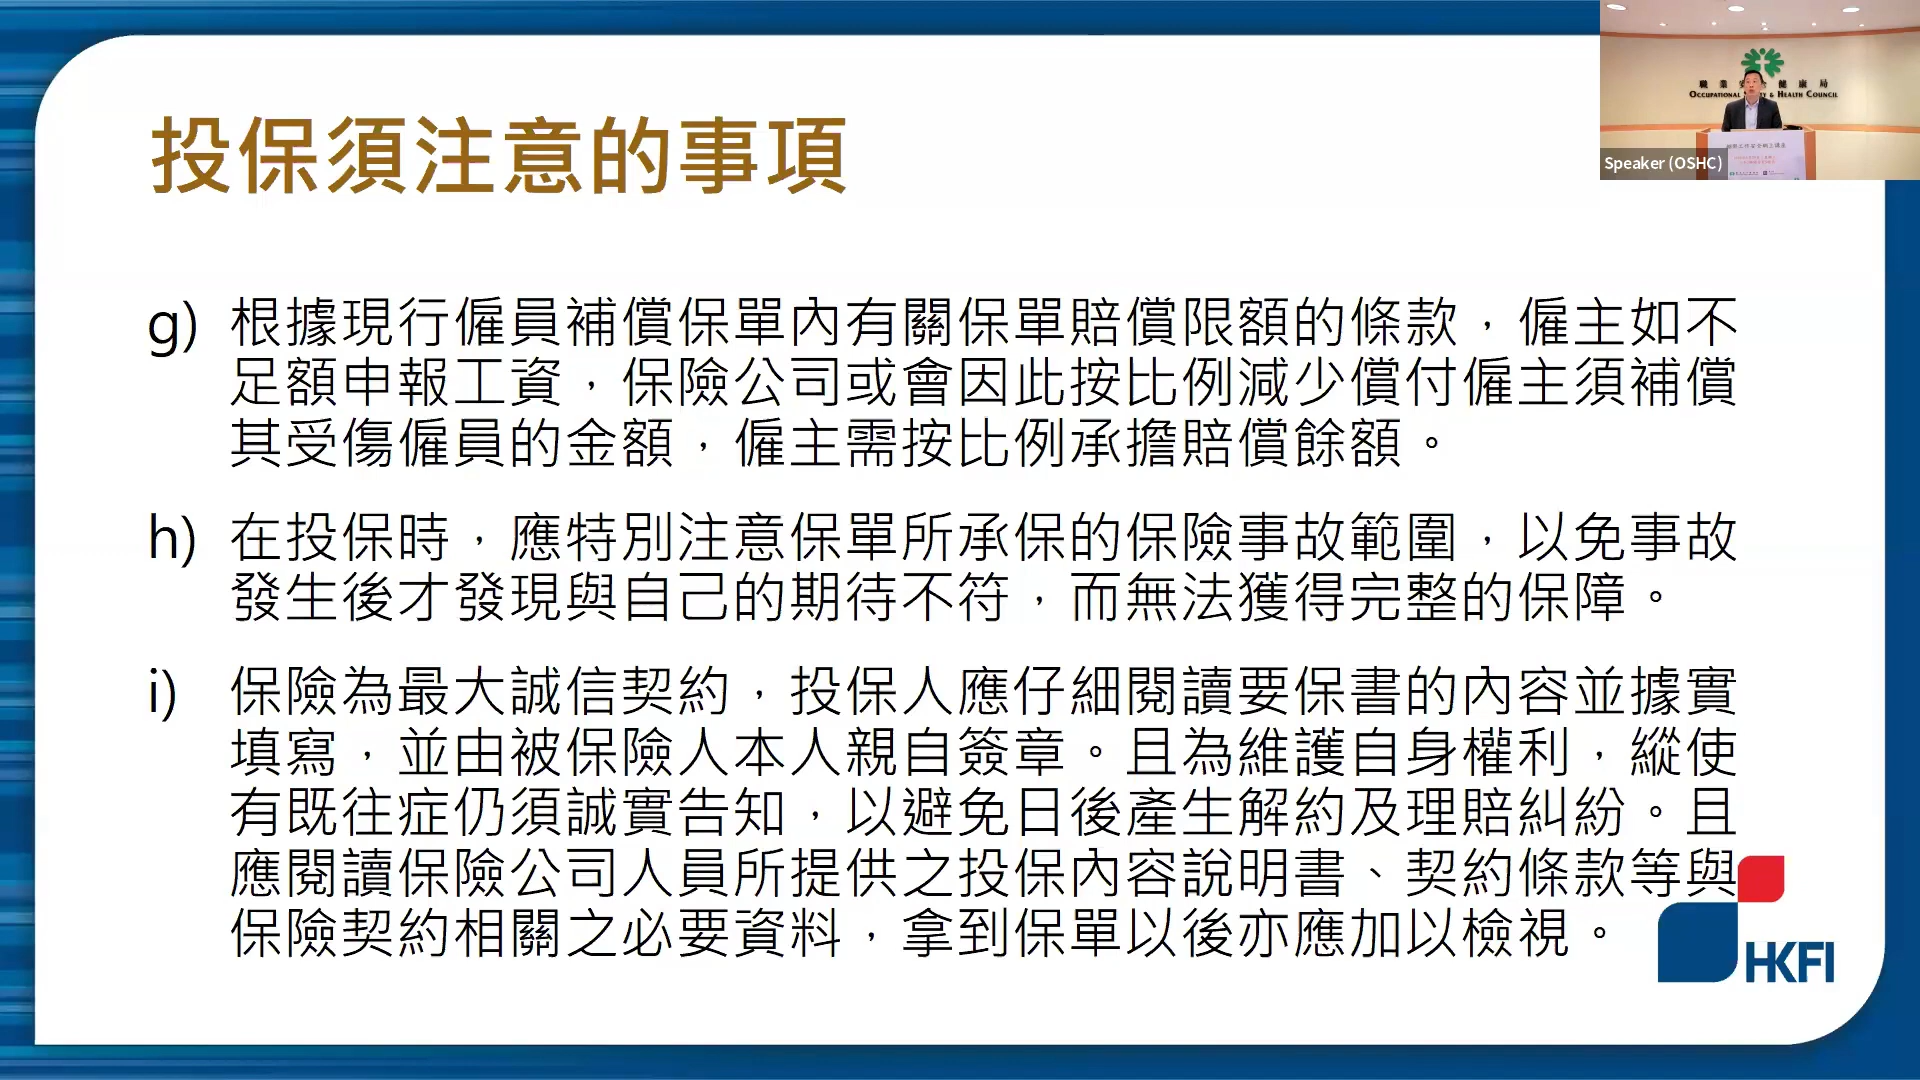 投保須注意的事項
g) 根據現行僱員補償保單內有關保單賠償限額的條款，僱主如不
足額申報工資，保險公司或會因此按比例減少償付僱主須補償
其受傷僱員的金額，僱主需按比例承擔賠償餘額。
h) 在投保時，應特別注意保單所承保的保險事故範圍，以免事故
發生後才發現與自己的期待不符，而無法獲得完整的保障。
i) 保險為最大誠信契約，投保人應仔細閱讀要保書的內容並據實
填寫，並由被保險人本人親自簽章。且為維護自身權利，縱使
有既往症仍須誠實告知，以避免日後產生解約及理賠糾紛。且
應閱讀保險公司人員所提供之投保內容說明書、契約條款等與
保險契約相關之必要資料，拿到保單以後亦應加以檢視。
HKFI
職業安全健康局
OCCUPATIONAL SAFETY & HEALTH COUNCIL
Speaker (OSHC)